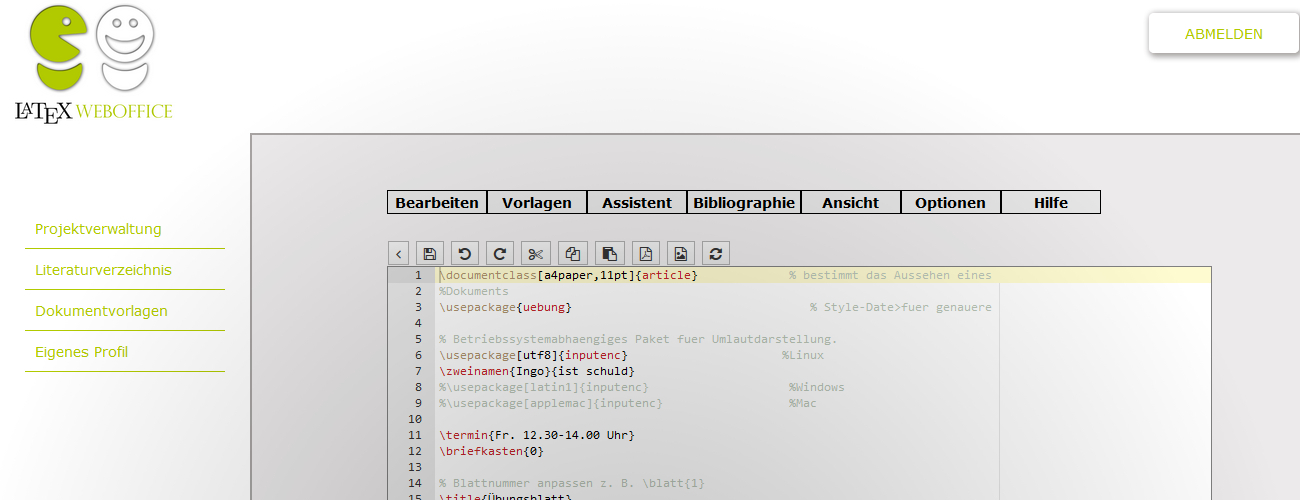 ABMELDEN
LATEX WEBOFFICE
Projektverwaltung
Literaturverzeichnis
Dokumentvorlagen
Eigenes Profil
Bearbeiten Vorlagen Assistent Bibliographie Ansicht Optionen Hilfe
<
1 \documentclass[a4paper,11pt]{article} % bestimmt das Aussehen eines
2 %Dokuments
3 \usepackage{uebung} % Style-Date>fuer genauere
4
5 % Betriebssystemabhaengiges Paket fuer Umlautdarstellung.
6 \usepackage[utf8]{inputenc} %Linux
7 \zweinamen{Ingo}{ist schuld}
8 %\usepackage[latin1]{inputenc} %Windows
9 %\usepackage[applemac]{inputenc} %Mac
10
11 \termin{Fr. 12.30-14.00 Uhr}
12 \briefkasten{0}
13
14 % Blattnummer anpassen z. B. \blatt{1}
15 \title{Übungsblatt}